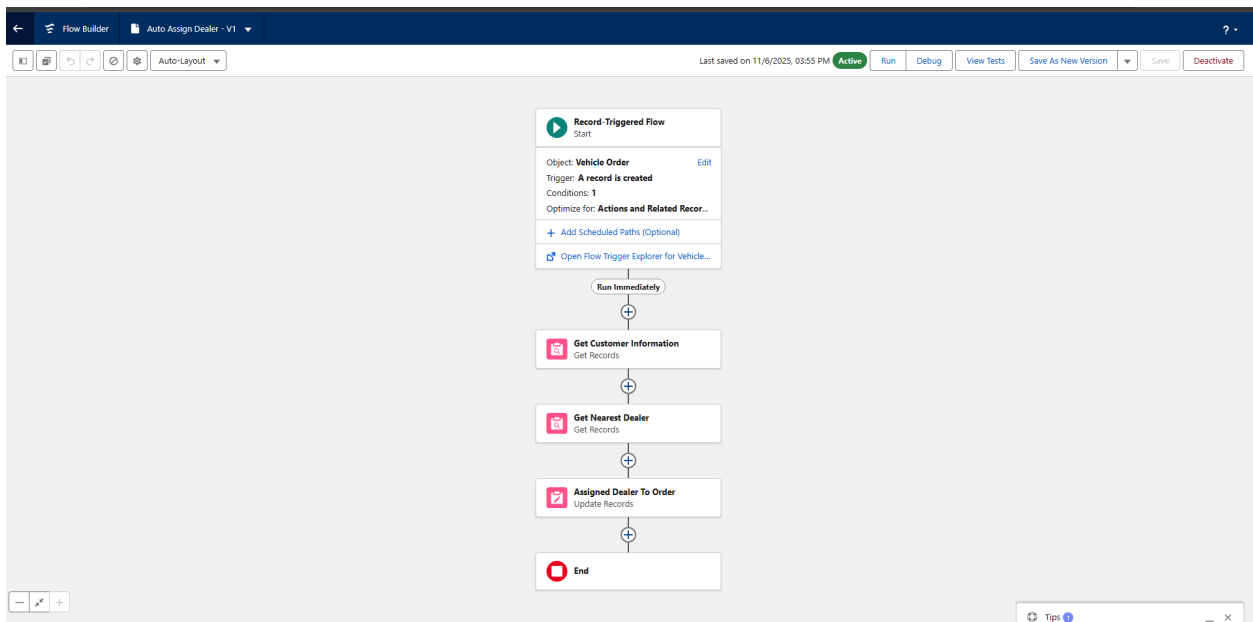 Flow Builder
Auto Assign Dealer - V1
?
Auto-Layout
Last saved on 11/6/2025, 03:55 PM Active Run Debug View Tests Save As New Version Save Deactivate
Record-Triggered Flow
Start
Object: Vehicle Order Edit
Trigger: A record is created
Conditions: 1
Optimize for: Actions and Related Recor...
+ Add Scheduled Paths (Optional)
Open Flow Trigger Explorer for Vehicle...
Run Immediately
Get Customer Information
Get Records
Get Nearest Dealer
Get Records
Assigned Dealer To Order
Update Records
End
Tips 1